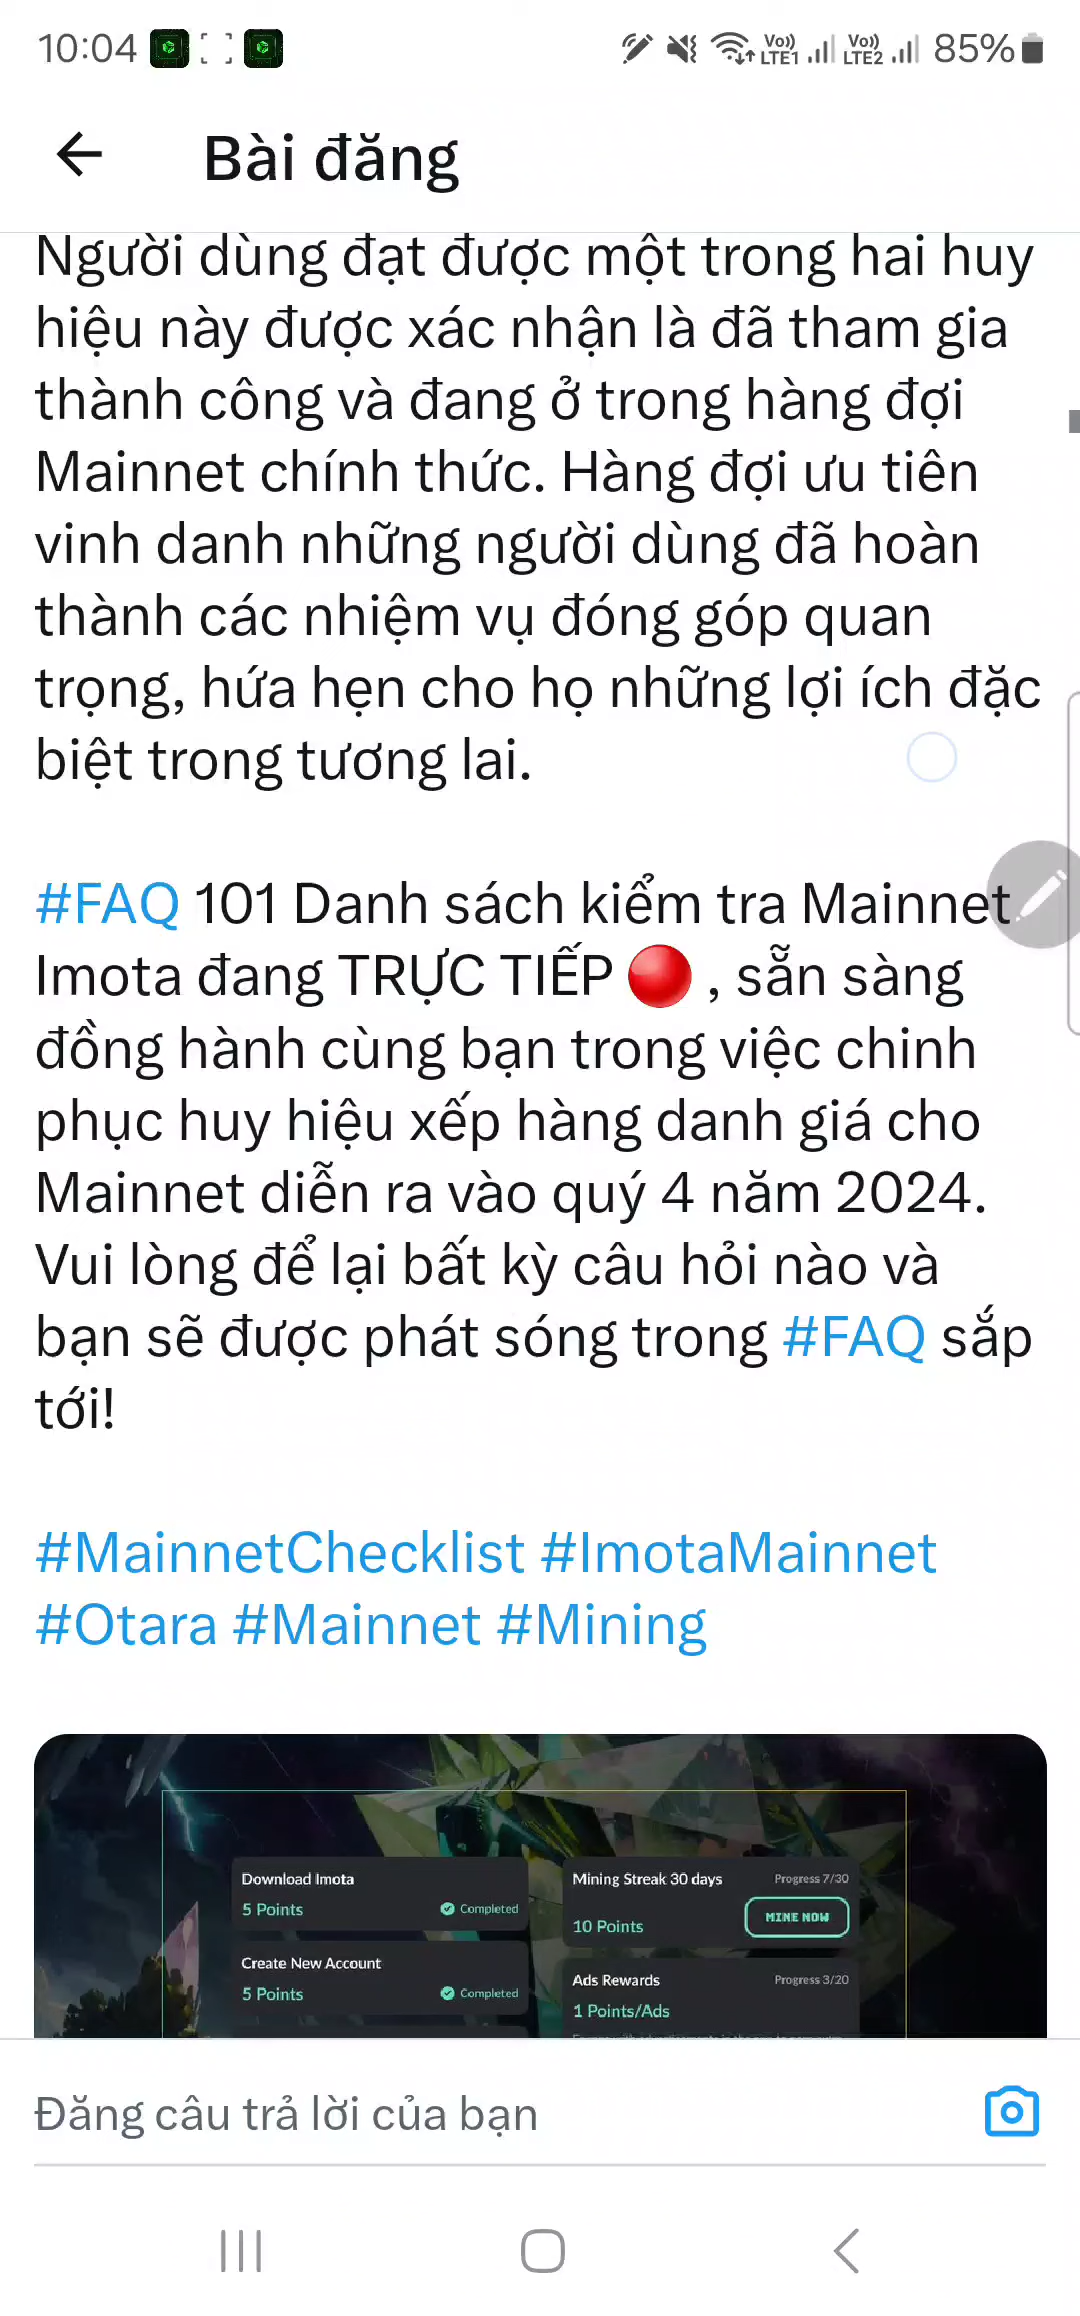 10:04
Vo)) LTE1 Vo)) LTE2 85%
Bài đăng
Người dùng đạt được một trong hai huy
hiệu này được xác nhận là đã tham gia
thành công và đang ở trong hàng đợi
Mainnet chính thức. Hàng đợi ưu tiên
vinh danh những người dùng đã hoàn
thành các nhiệm vụ đóng góp quan
trọng, hứa hẹn cho họ những lợi ích đặc
biệt trong tương lai.
#FAQ 101 Danh sách kiểm tra Mainnet
Imota đang TRỰC TIẾP🔴, sẵn sàng
đồng hành cùng bạn trong việc chinh
phục huy hiệu xếp hàng danh giá cho
Mainnet diễn ra vào quý 4 năm 2024.
Vui lòng để lại bất kỳ câu hỏi nào và
bạn sẽ được phát sóng trong #FAQ sắp
tới!
#MainnetChecklist #ImotaMainnet
#Otara #Mainnet #Mining
Download Imota
5 Points Completed
Create New Account
5 Points Completed
Mining Streak 30 days Progress 7/30
10 Points MINE NOW
Ads Rewards Progress 3/20
1 Points/Ads
Đăng câu trả lời của bạn